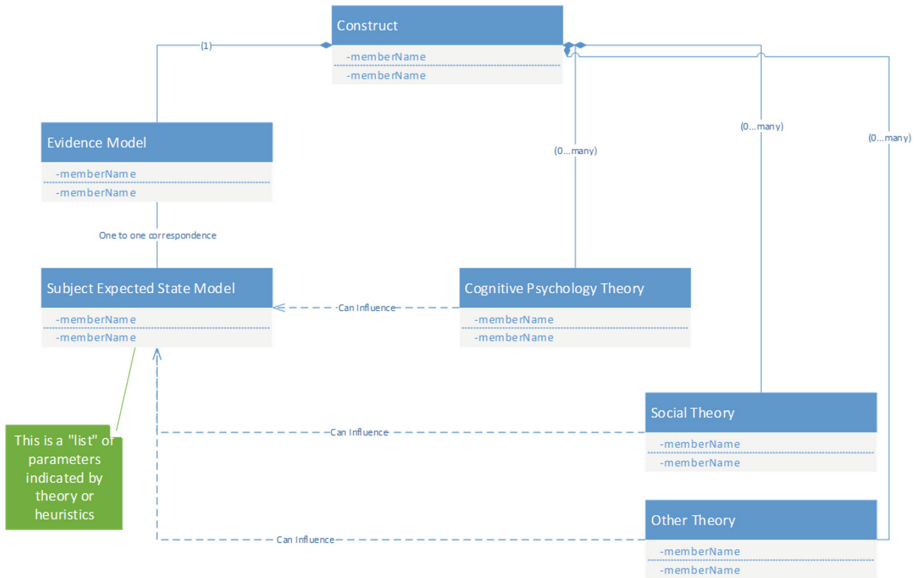 Construct
-memberName
-memberName
(1)
(0...many)
(0...many)
(0...many)
Evidence Model
-memberName
-memberName
One to one correspondence
Subject Expected State Model
-memberName
-memberName
Can Influence
Cognitive Psychology Theory
-memberName
-memberName
This is a "list" of
parameters
indicated by
theory or
heuristics
Can Influence
Social Theory
-memberName
-memberName
Can Influence
Other Theory
-memberName
-memberName